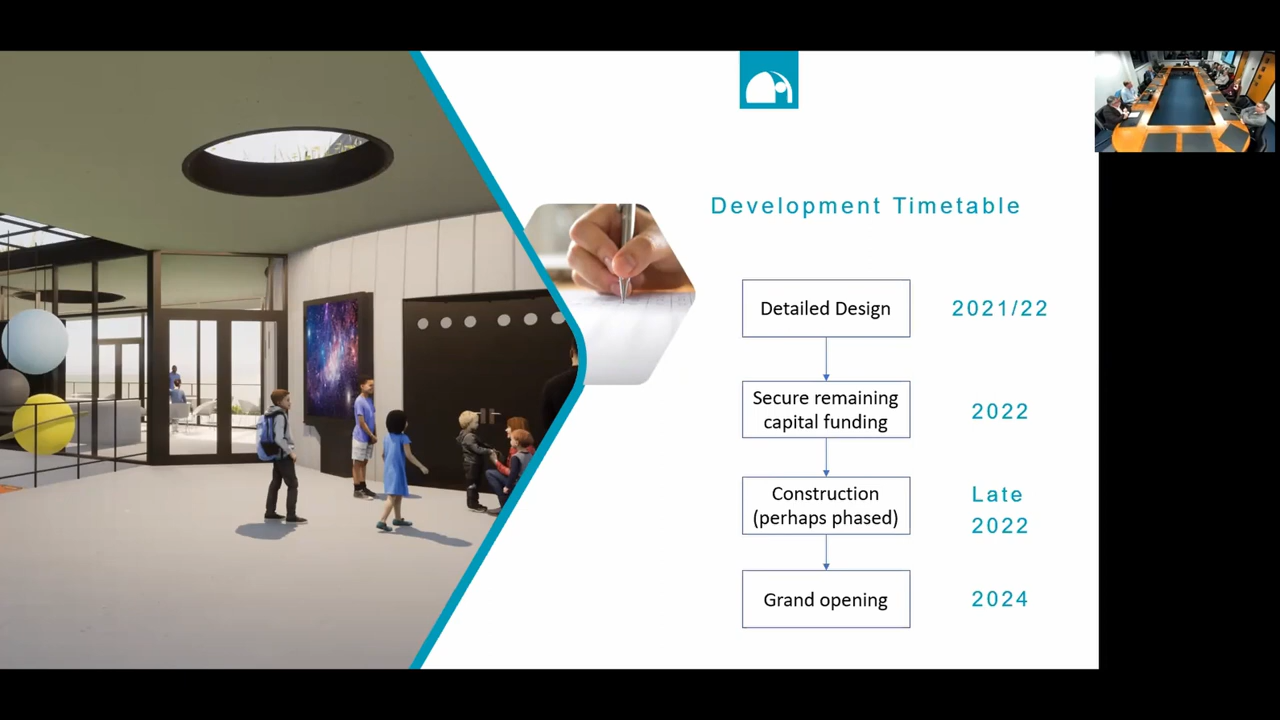 Development Timetable
Detailed Design
2021/22
Secure remaining
capital funding
2022
Construction
(perhaps phased)
Late
2022
Grand opening
2024